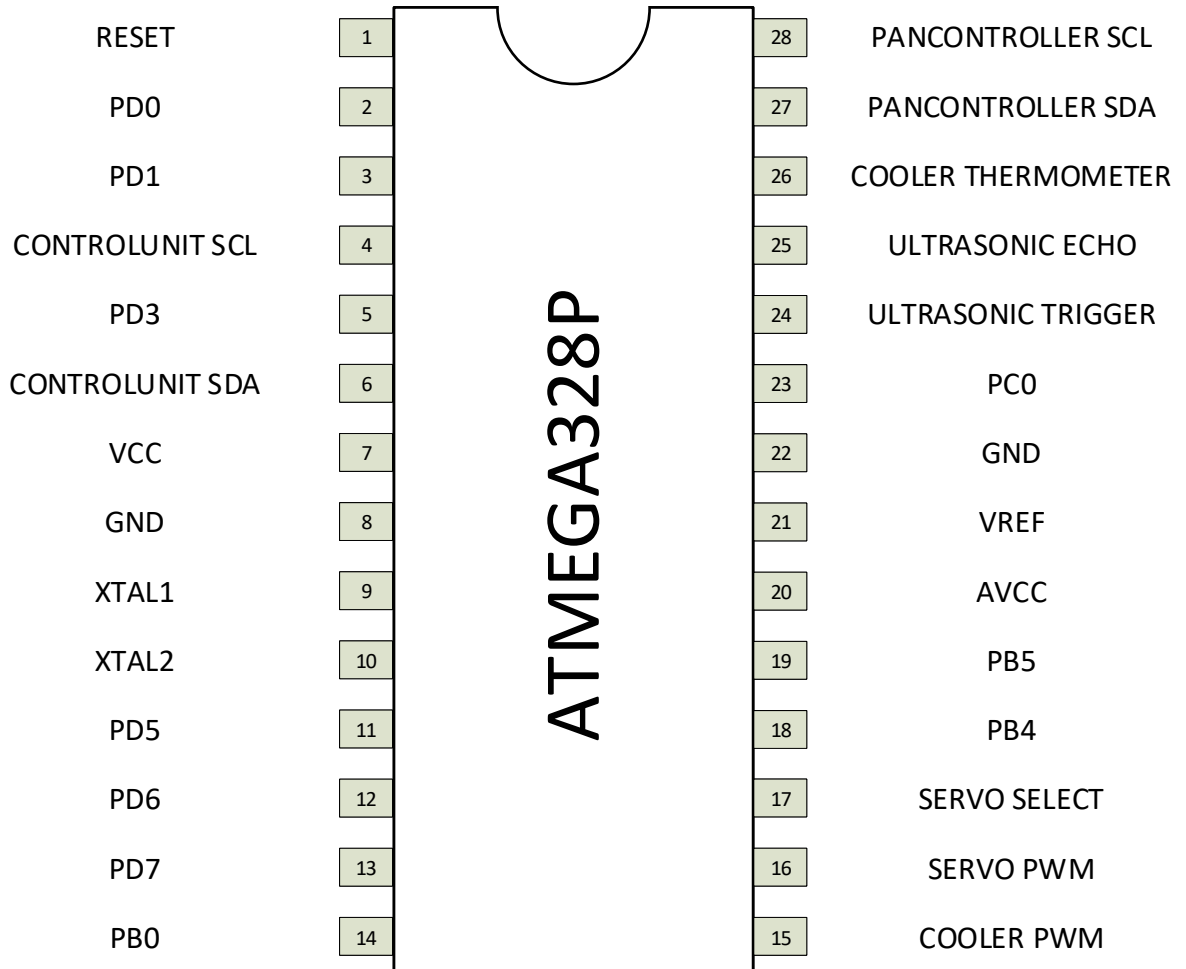 RESET 1 28 PANCONTROLLER SCL
PD0 2 27 PANCONTROLLER SDA
PD1 3 26 COOLER THERMOMETER
CONTROLUNIT SCL 4 25 ULTRASONIC ECHO
PD3 5 24 ULTRASONIC TRIGGER
CONTROLUNIT SDA 6 23 PC0
VCC 7 22 GND
GND 8 21 VREF
XTAL1 9 20 AVCC
XTAL2 10 19 PB5
PD5 11 18 PB4
PD6 12 17 SERVO SELECT
PD7 13 16 SERVO PWM
PB0 14 15 COOLER PWM
ATMEGA328P